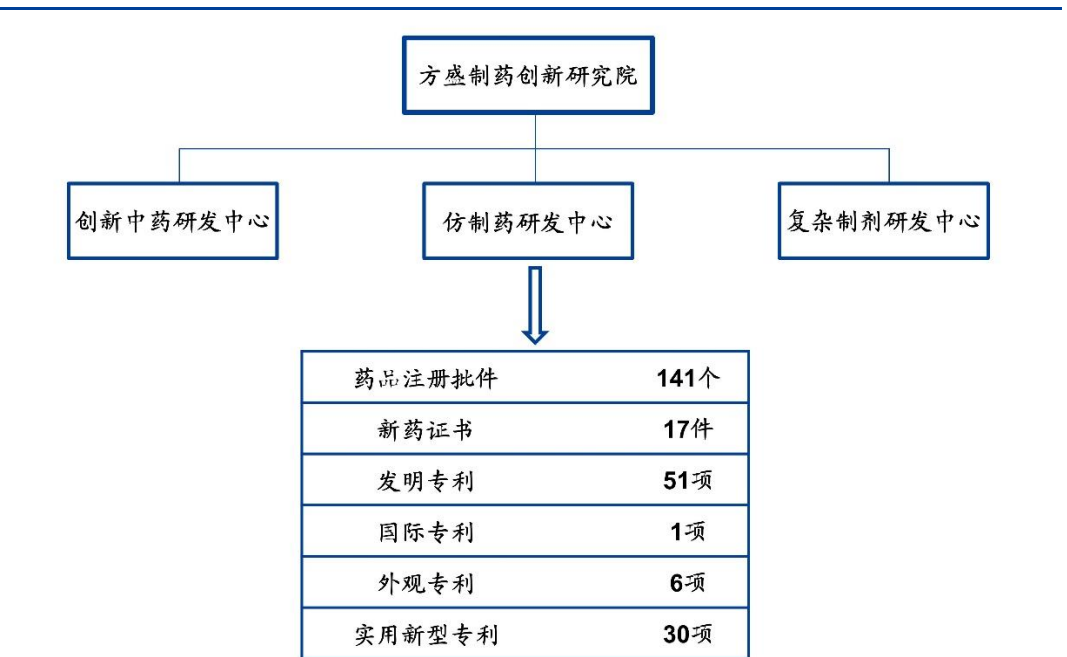 方盛制药创新研究院
创新中药研发中心
仿制药研发中心
复杂制剂研发中心
药品注册批件 141个
新药证书 17件
发明专利 51项
国际专利 1项
外观专利 6项
实用新型专利 30项